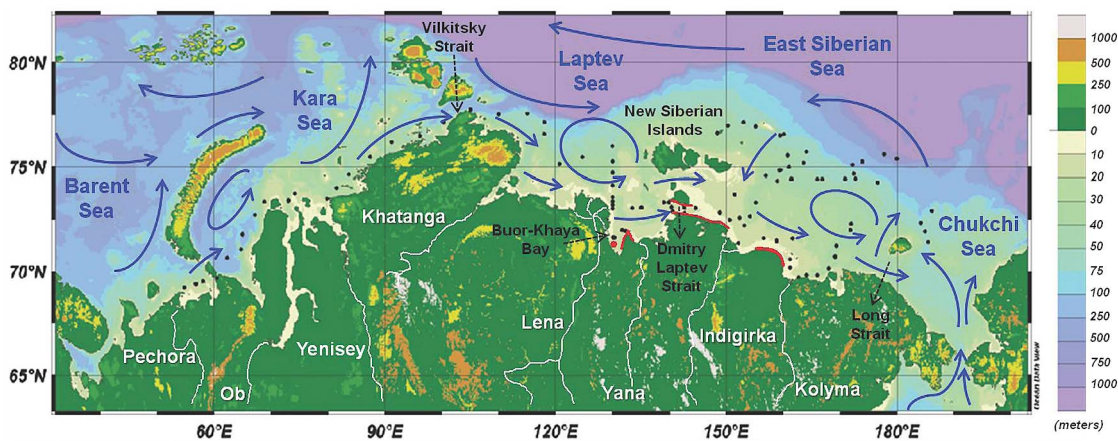 Vilkitsky
Strait
East Siberian
Sea
Laptev
Sea
Kara
Sea
New Siberian
Islands
Barent
Sea
Khatanga
Buor-Khaya
Bay
Dmitry
Laptev
Strait
Chukchi
Sea
Long
Strait
Lena
Indigirka
Pechora
Yenisey
Ob
Yana
Kolyma
80°N
75°N
70°N
65°N
60°E
90°E
120°E
150°E
180°E
1000
500
250
100
0
10
20
30
40
50
75
100
250
500
750
1000
(meters)
Ocean Data View